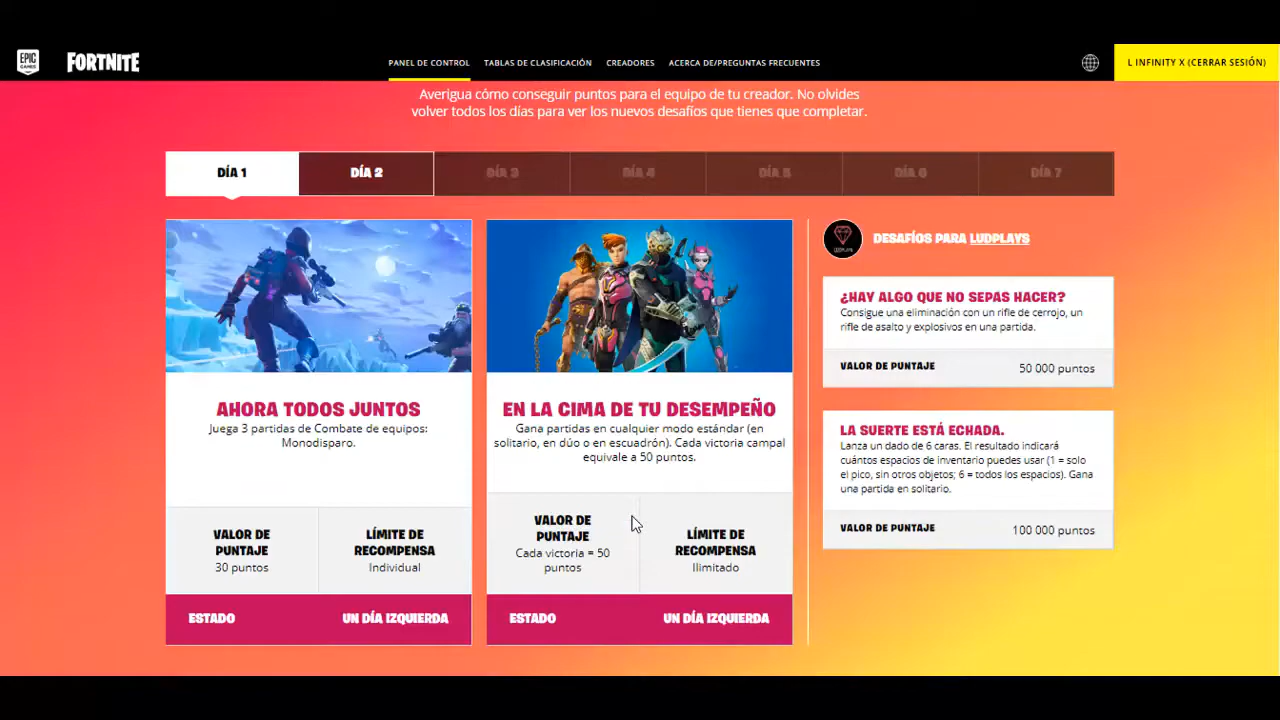 EPIC
GAMES
FORTNITE
PANEL DE CONTROL
TABLAS DE CLASIFICACIÓN
CREADORES
ACERCA DE/PREGUNTAS FRECUENTES
L INFINITY X (CERRAR SESIÓN)
Averigua cómo conseguir puntos para el equipo de tu creador. No olvides
volver todos los días para ver los nuevos desafíos que tienes que completar.
DÍA 1
DÍA 2
DÍA 3
DÍA 4
DÍA 5
DÍA 6
DÍA 7
AHORA TODOS JUNTOS
Juega 3 partidas de Combate de equipos:
Monodisparo.
VALOR DE
PUNTAJE
30 puntos
LÍMITE DE
RECOMPENSA
Individual
ESTADO
UN DÍA IZQUIERDA
EN LA CIMA DE TU DESEMPEÑO
Gana partidas en cualquier modo estándar (en
solitario, en dúo o en escuadrón). Cada victoria campal
equivale a 50 puntos.
VALOR DE
PUNTAJE
Cada victoria = 50
puntos
LÍMITE DE
RECOMPENSA
Ilimitado
ESTADO
UN DÍA IZQUIERDA
DESAFÍOS PARA LUDPLAYS
¿HAY ALGO QUE NO SEPAS HACER?
Consigue una eliminación con un rifle de cerrojo, un
rifle de asalto y explosivos en una partida.
VALOR DE PUNTAJE
50 000 puntos
LA SUERTE ESTÁ ECHADA.
Lanza un dado de 6 caras. El resultado indicará
cuántos espacios de inventario puedes usar (1 = solo
el pico, sin otros objetos; 6 = todos los espacios). Gana
una partida en solitario.
VALOR DE PUNTAJE
100 000 puntos